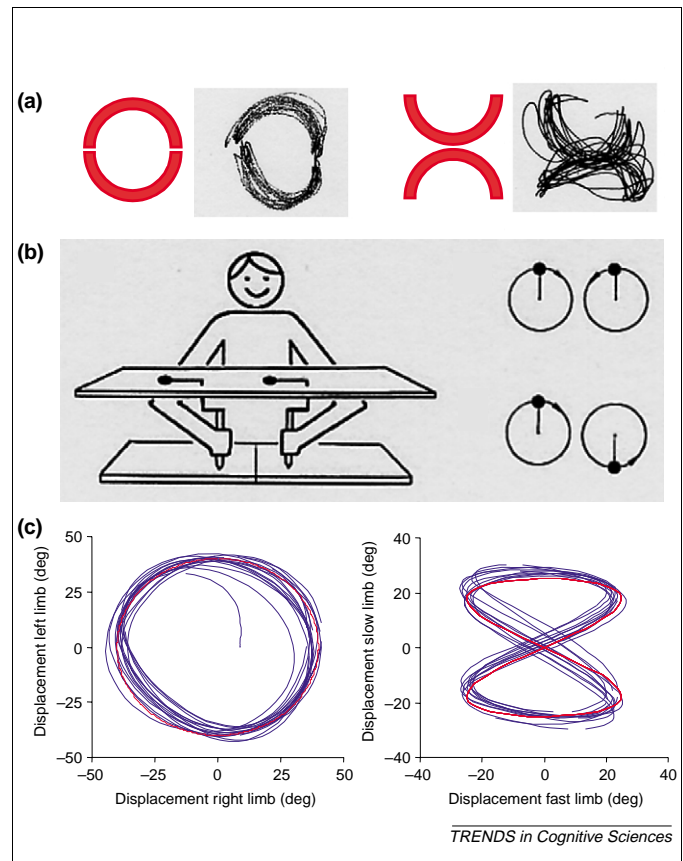 (a)
(b)
(c)
50
25
0
–25
–50
–50
–25
0
25
50
Displacement left limb (deg)
Displacement right limb (deg)
40
20
0
–20
–40
–40
–20
0
20
40
Displacement slow limb (deg)
Displacement fast limb (deg)
TRENDS in Cognitive Sciences